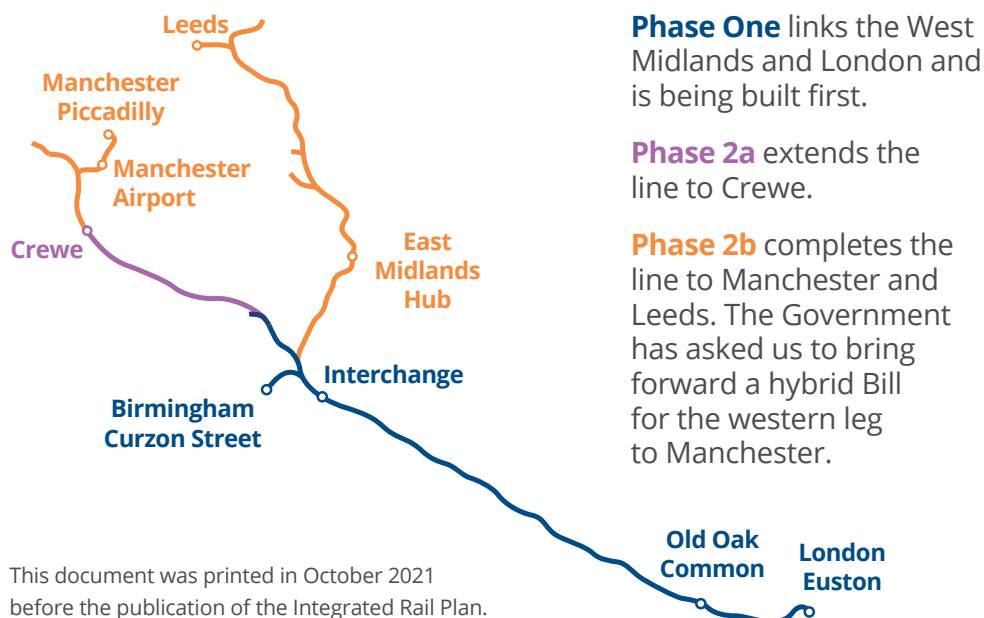 Leeds
Manchester
Piccadilly
Manchester
Airport
Crewe
East
Midlands
Hub
Interchange
Birmingham
Curzon Street
Old Oak
Common
London
Euston
This document was printed in October 2021
before the publication of the Integrated Rail Plan.
Phase One links the West
Midlands and London and
is being built first.
Phase 2a extends the
line to Crewe.
Phase 2b completes the
line to Manchester and
Leeds. The Government
has asked us to bring
forward a hybrid Bill
for the western leg
to Manchester.